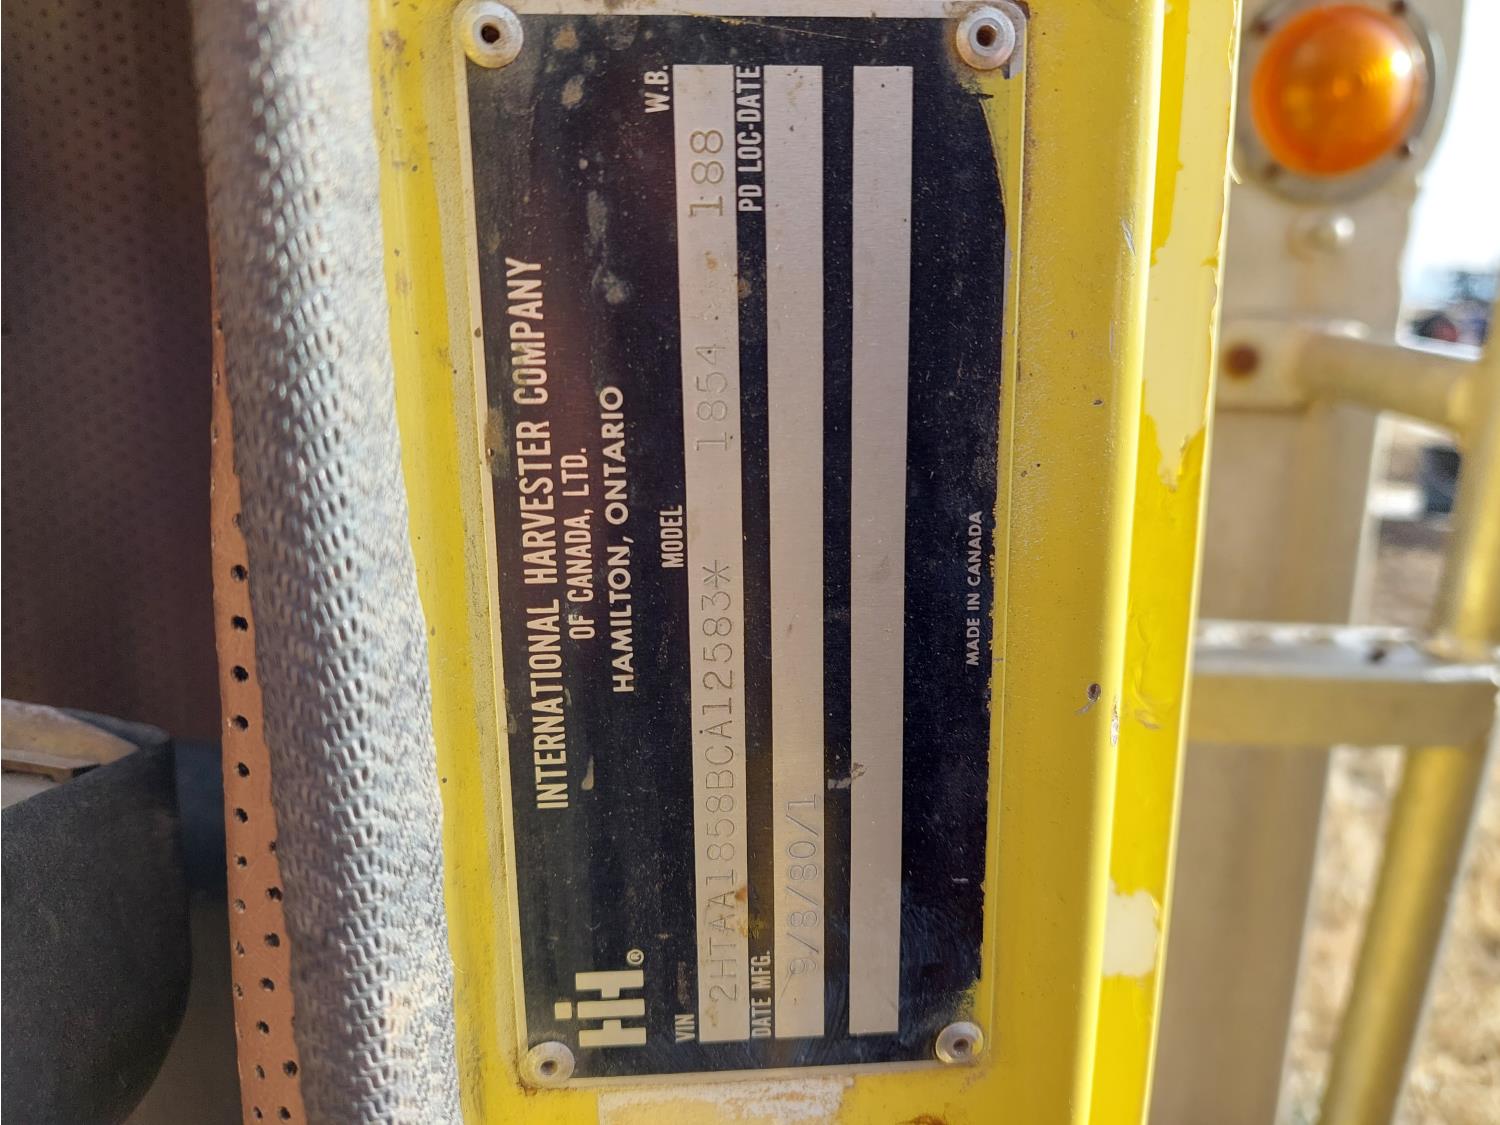 IH®
INTERNATIONAL HARVESTER COMPANY
OF CANADA, LTD.
HAMILTON, ONTARIO
VIN MODEL W.B.
2HTAA1858BCA12583* 1854 188
DATE MFG. PD LOC-DATE
9/8/80/1
MADE IN CANADA